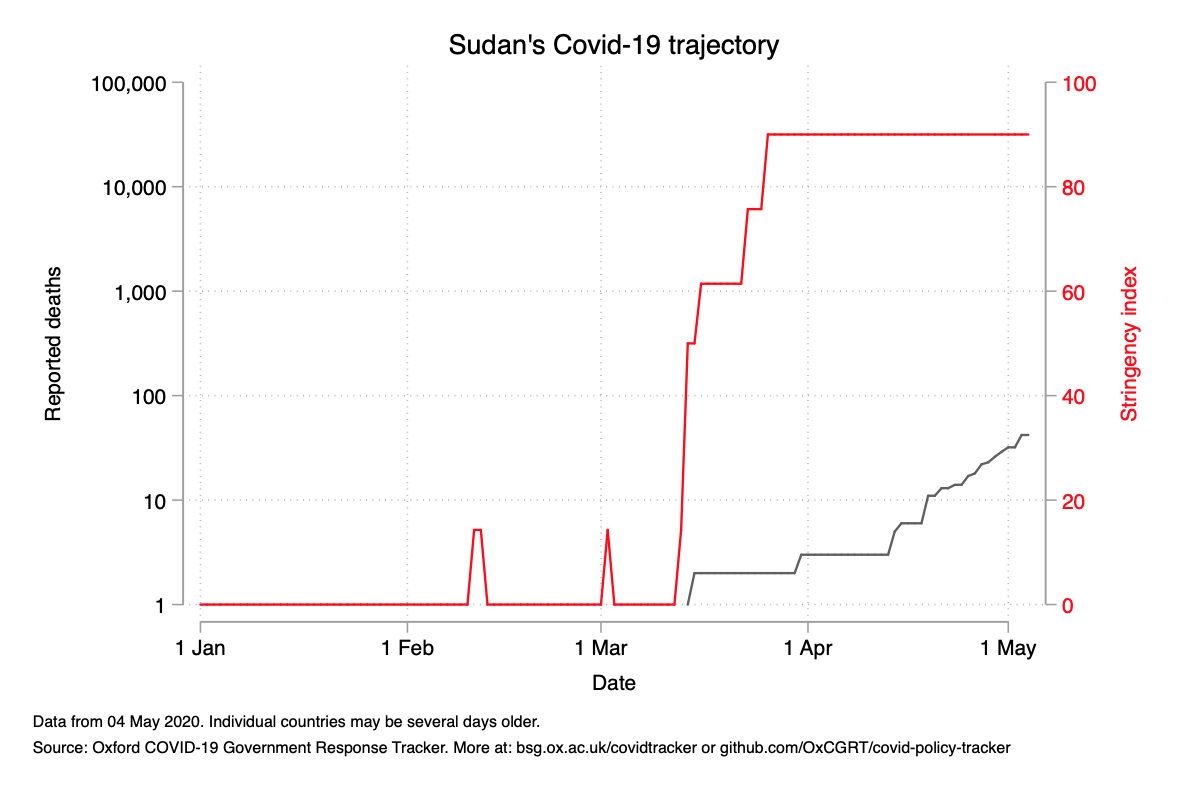 Sudan's Covid-19 trajectory
100,000
10,000
1,000
100
10
1
Reported deaths
100
80
60
40
20
0
Stringency index
1 Jan
1 Feb
1 Mar
1 Apr
1 May
Date
Data from 04 May 2020. Individual countries may be several days older.
Source: Oxford COVID-19 Government Response Tracker. More at: bsg.ox.ac.uk/covidtracker or github.com/OxCGRT/covid-policy-tracker